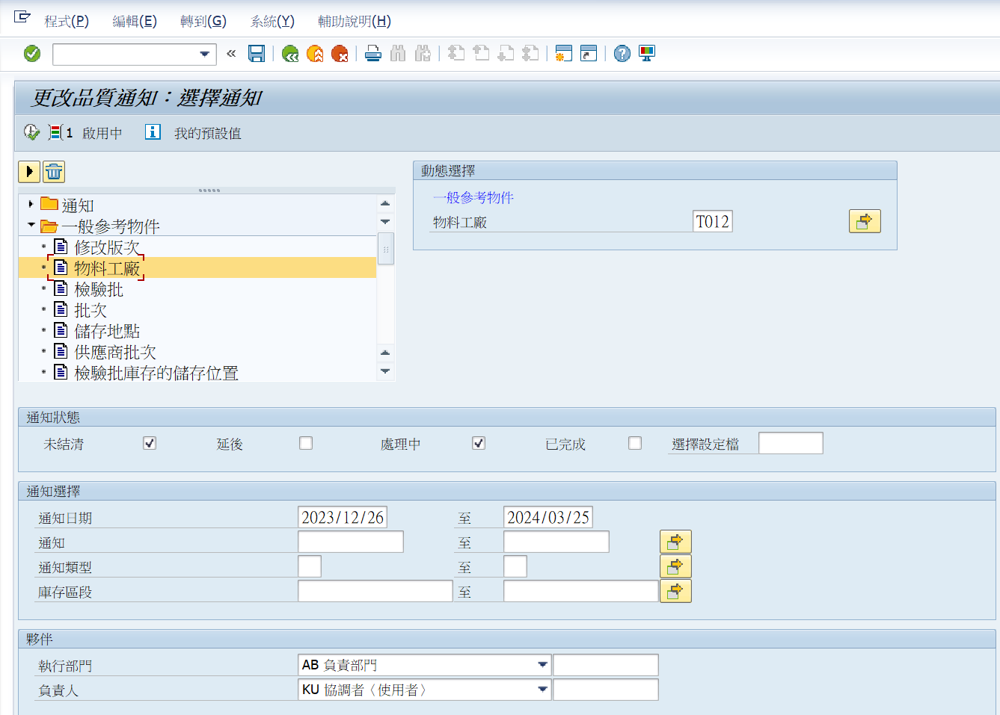 程式(P) 編輯(E) 轉到(G) 系統(Y) 輔助說明(H)
更改品質通知：選擇通知
1 啟用中 我的預設值
通知
一般參考物件
修改版次
物料工廠
檢驗批
批次
儲存地點
供應商批次
檢驗批庫存的儲存位置
動態選擇
一般參考物件
物料工廠 T012
通知狀態
未結清 延後 處理中 已完成 選擇設定檔
通知選擇
通知日期 2023/12/26 至 2024/03/25
通知 至
通知類型 至
庫存區段 至
夥伴
執行部門 AB 負責部門
負責人 KU 協調者（使用者）